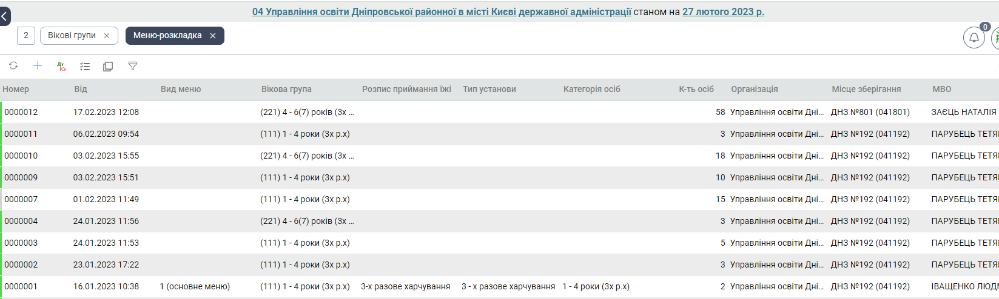 04 Управління освіти Дніпровської районної в місті Києві державної адміністрації станом на 27 лютого 2023 р.
2 Вікові групи Меню-розкладка 0
Дт Кт
Номер Від Вид меню Вікова група Розпис приймання їжі Тип установи Категорія осіб К-ть осіб Організація Місце зберігання МВО
0000012 17.02.2023 12:08 (221) 4 - 6(7) років (3х ... 58 Управління освіти Дні... ДНЗ №801 (041801) ЗАЄЦЬ НАТАЛІЯ
0000011 06.02.2023 09:54 (111) 1 - 4 роки (3х р.х) 3 Управління освіти Дні... ДНЗ №192 (041192) ПАРУБЕЦЬ ТЕТЯ
0000010 03.02.2023 15:55 (221) 4 - 6(7) років (3х ... 18 Управління освіти Дні... ДНЗ №192 (041192) ПАРУБЕЦЬ ТЕТЯ
0000009 03.02.2023 15:51 (111) 1 - 4 роки (3х р.х) 10 Управління освіти Дні... ДНЗ №192 (041192) ПАРУБЕЦЬ ТЕТЯ
0000007 01.02.2023 11:49 (111) 1 - 4 роки (3х р.х) 15 Управління освіти Дні... ДНЗ №192 (041192) ПАРУБЕЦЬ ТЕТЯ
0000004 24.01.2023 11:56 (221) 4 - 6(7) років (3х ... 3 Управління освіти Дні... ДНЗ №192 (041192) ПАРУБЕЦЬ ТЕТЯ
0000003 24.01.2023 11:53 (111) 1 - 4 роки (3х р.х) 5 Управління освіти Дні... ДНЗ №192 (041192) ПАРУБЕЦЬ ТЕТЯ
0000002 23.01.2023 17:22 (111) 1 - 4 роки (3х р.х) 3 Управління освіти Дні... ДНЗ №192 (041192) ПАРУБЕЦЬ ТЕТЯ
0000001 16.01.2023 10:38 1 (основне меню) (111) 1 - 4 роки (3х р.х) 3-х разове харчування 3 - х разове харчування 1 - 4 роки (3х р.х) 2 Управління освіти Дні... ДНЗ №192 (041192) ІВАЩЕНКО ЛЮД